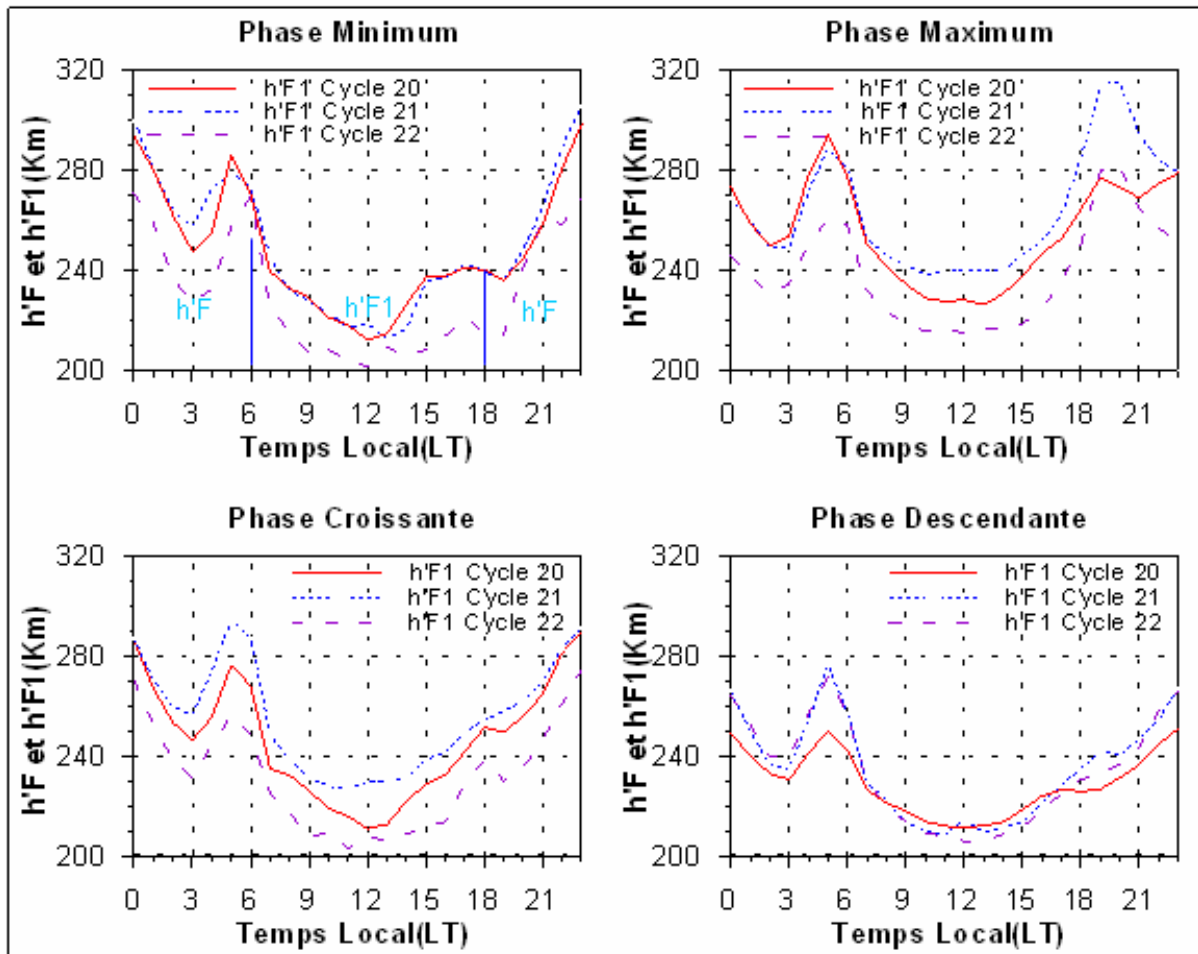 Phase Minimum
h'F et h'F1(Km)
320
280
240
200
h'F1 Cycle 20
h'F1 Cycle 21
h'F1 Cycle 22
h'F
h'F1
h'F
0 3 6 9 12 15 18 21
Temps Local(LT)
Phase Maximum
h'F et h'F1(Km)
320
280
240
200
h'F1 Cycle 20
h'F1 Cycle 21
h'F1 Cycle 22
0 3 6 9 12 15 18 21
Temps Local(LT)
Phase Croissante
h'F et h'F1(Km)
320
280
240
200
h'F1 Cycle 20
h'F1 Cycle 21
h'F1 Cycle 22
0 3 6 9 12 15 18 21
Temps Local(LT)
Phase Descendante
h'F et h'F1(Km)
320
280
240
200
h'F1 Cycle 20
h'F1 Cycle 21
h'F1 Cycle 22
0 3 6 9 12 15 18 21
Temps Local(LT)